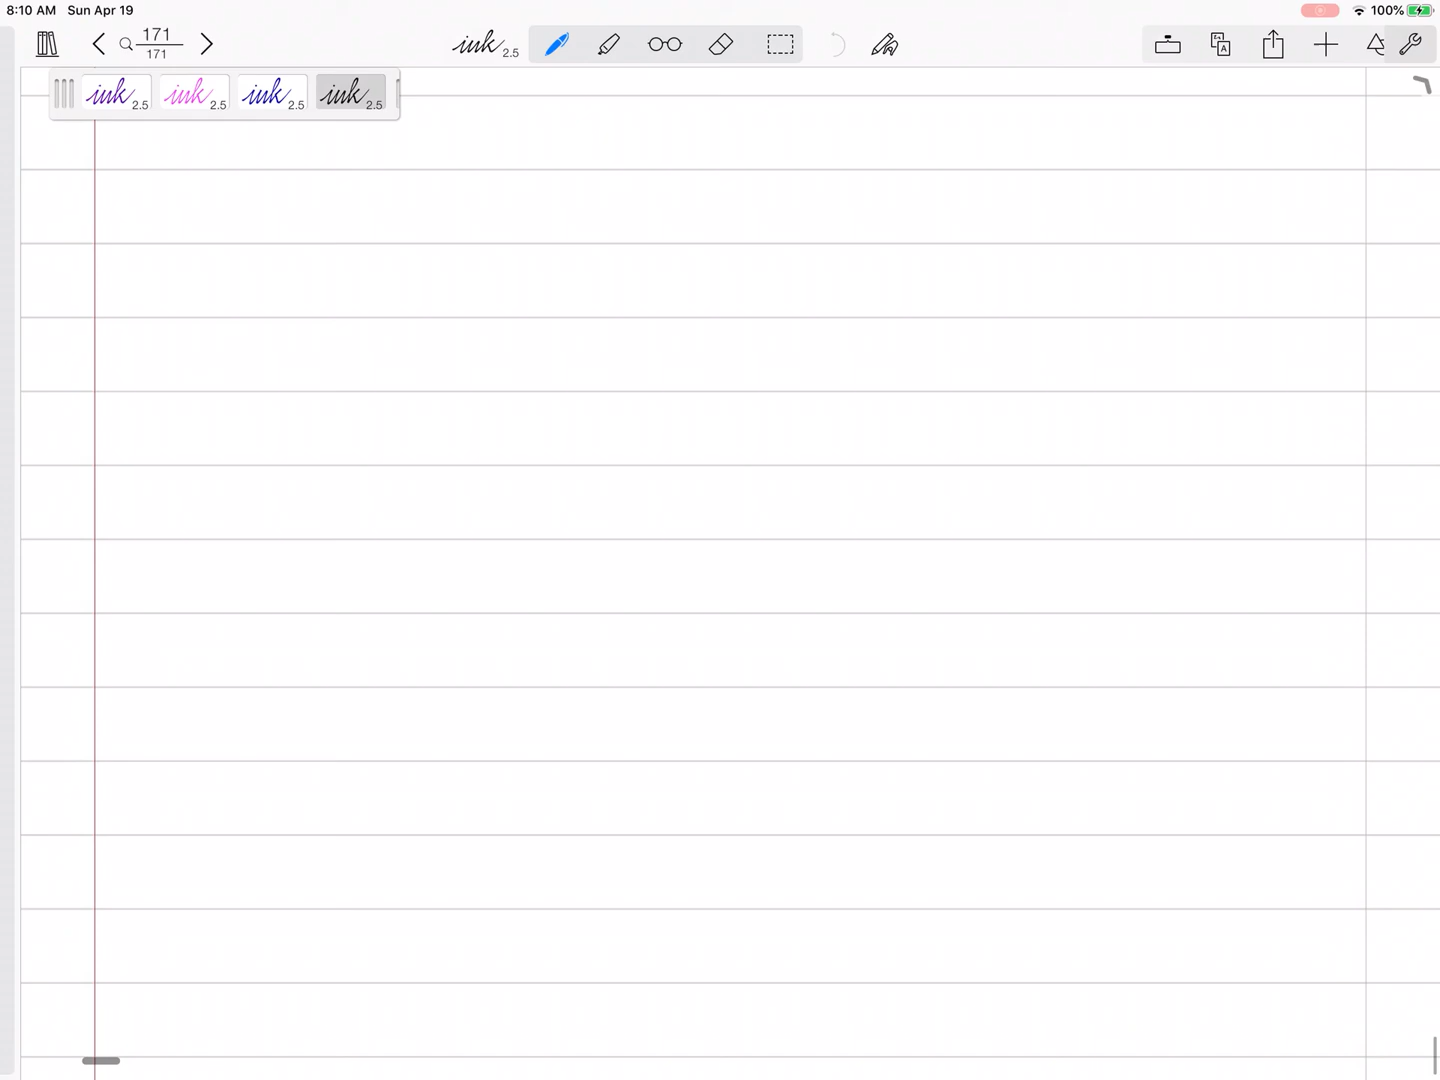 8:10 AM Sun Apr 19 100%
171
171
ink 2.5
ink 2.5 ink 2.5 ink 2.5 ink 2.5